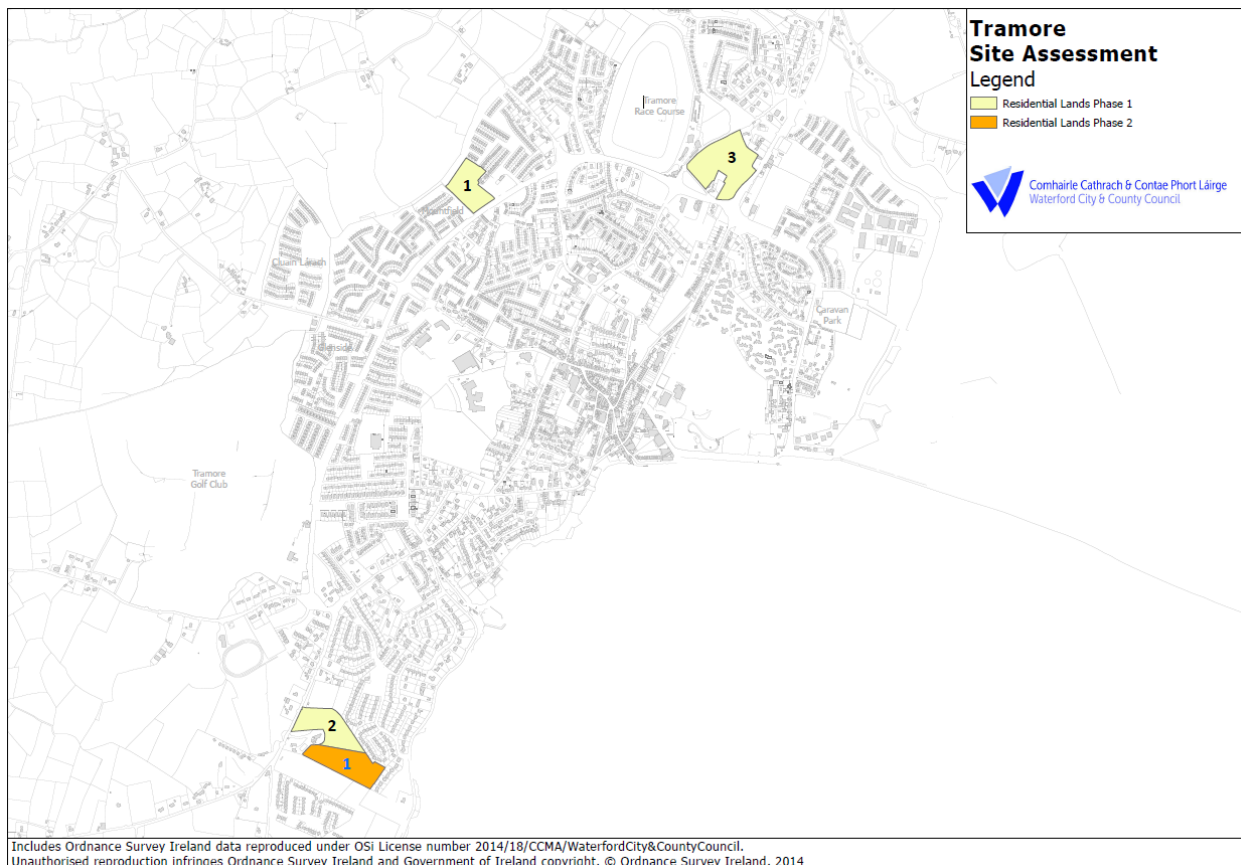 Tramore
Site Assessment
Legend
Residential Lands Phase 1
Residential Lands Phase 2
Comhairle Cathrach & Contae Phort Láirge
Waterford City & County Council
Tramore
Race Course
3
1
Mountfield
Cluain Lárach
Caravan
Park
Glenside
Tramore
Golf Club
2
1
Includes Ordnance Survey Ireland data reproduced under OSi License number 2014/18/CCMA/WaterfordCity&CountyCouncil.
Unauthorised reproduction infringes Ordnance Survey Ireland and Government of Ireland copyright. © Ordnance Survey Ireland, 2014